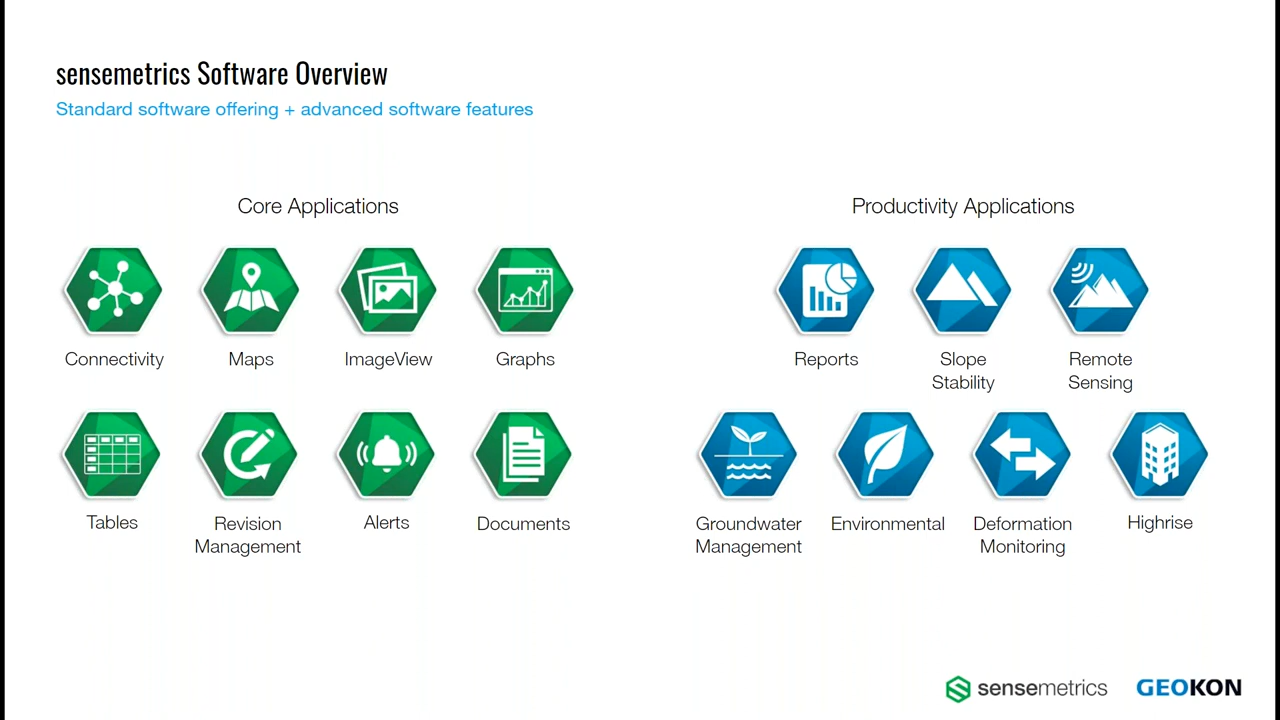 sensemetrics Software Overview
Standard software offering + advanced software features
Core Applications
Connectivity
Maps
ImageView
Graphs
Tables
Revision
Management
Alerts
Documents
Productivity Applications
Reports
Slope
Stability
Remote
Sensing
Groundwater
Management
Environmental
Deformation
Monitoring
Highrise
sensemetrics
GEOKON